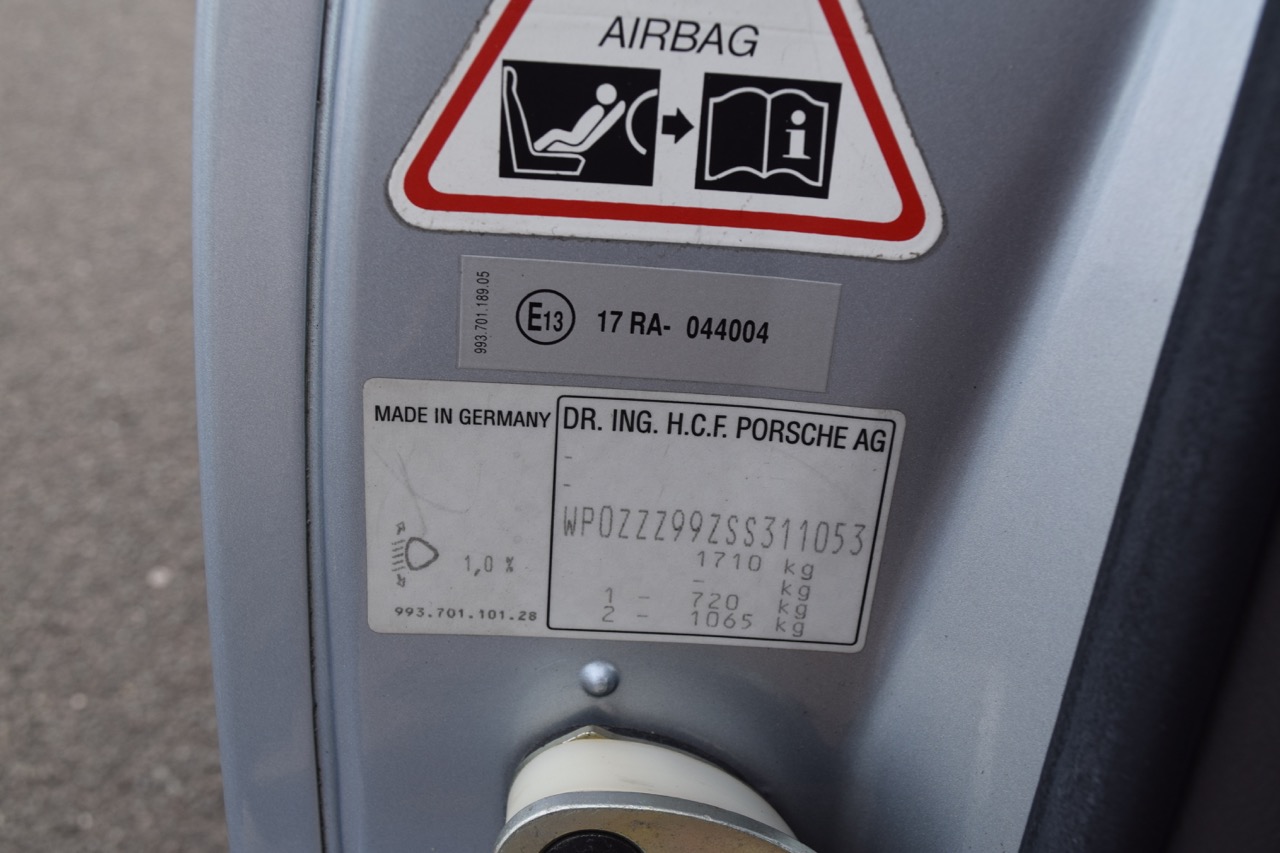 AIRBAG
i
993.701.189.05
E13 17 RA- 044004
MADE IN GERMANY
DR. ING. H.C.F. PORSCHE AG
-
-
WP0ZZZ99ZSS311053
1710 kg
- kg
1 - 720 kg
2 - 1065 kg
1,0 %
993.701.101.28